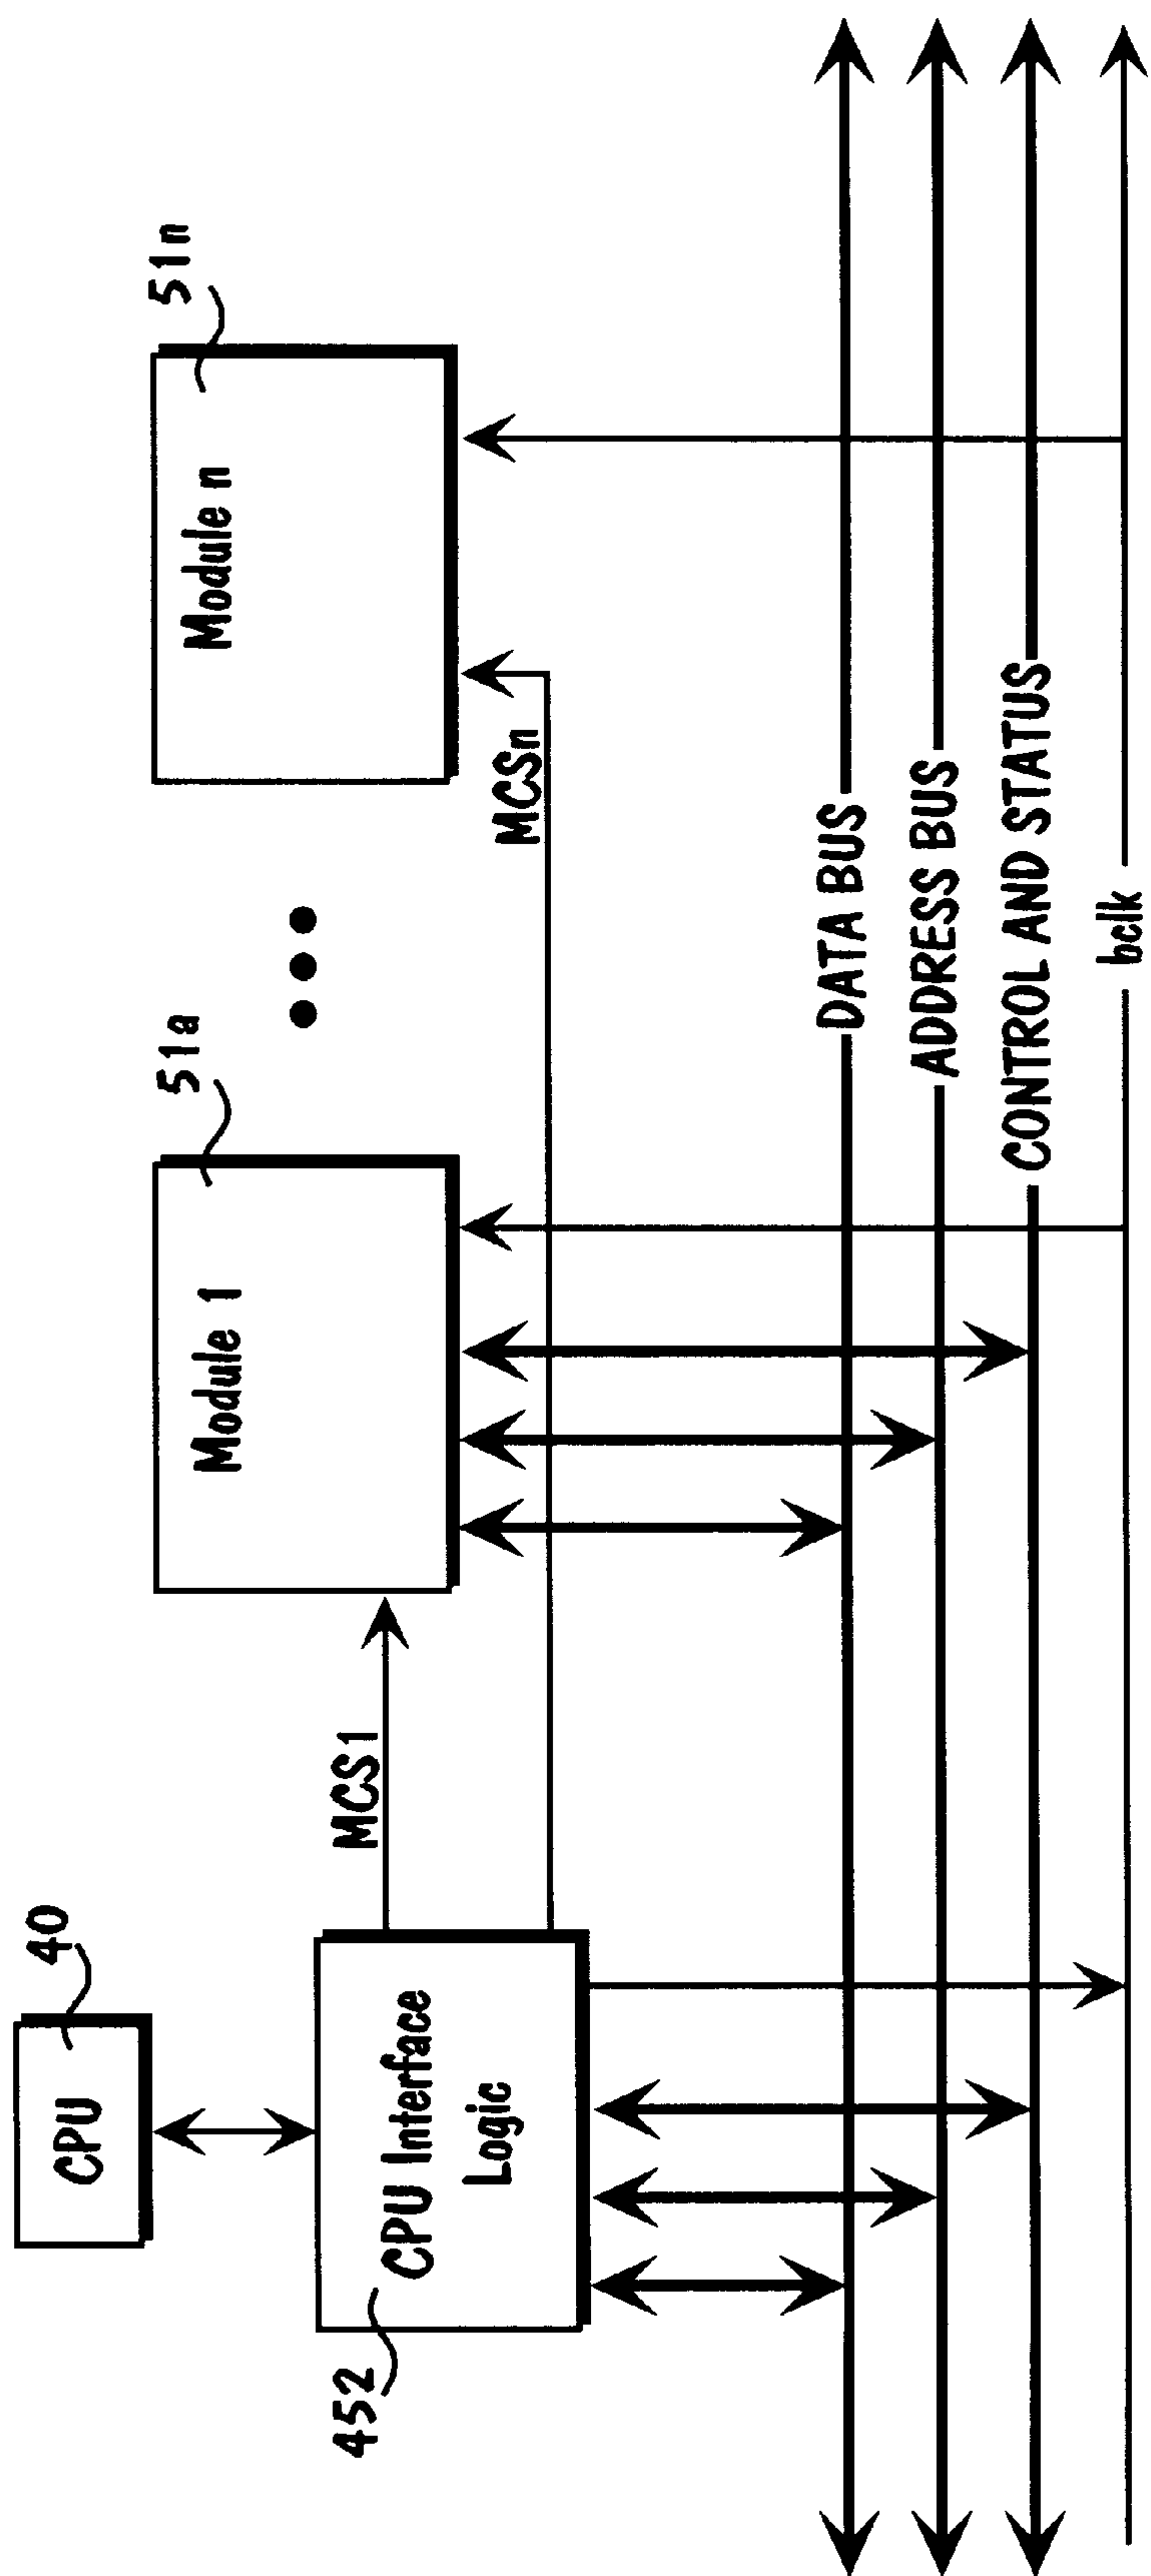 40
CPU
452
CPU Interface
Logic
MCS1
51a
Module 1
MCSn
51n
Module n
DATA BUS
ADDRESS BUS
CONTROL AND STATUS
bclk